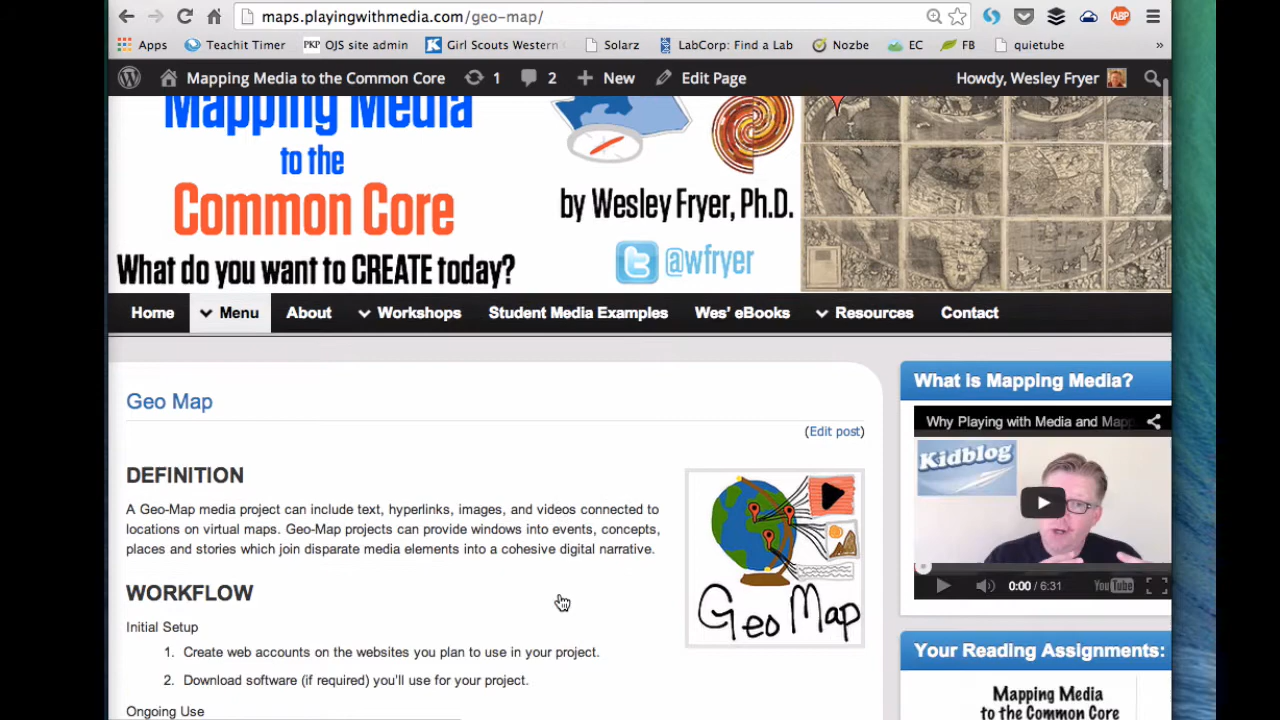 maps.playingwithmedia.com/geo-map/
ABP
Apps Teachit Timer PKP OJS site admin K Girl Scouts Western Solarz LabCorp: Find a Lab Nozbe EC FB quietube »
Mapping Media to the Common Core 1 2 + New Edit Page Howdy, Wesley Fryer
Mapping Media
to the
Common Core
What do you want to CREATE today?
by Wesley Fryer, Ph.D.
@wfryer
Home Menu About Workshops Student Media Examples Wes' eBooks Resources Contact
Geo Map
(Edit post)
DEFINITION
A Geo-Map media project can include text, hyperlinks, images, and videos connected to
locations on virtual maps. Geo-Map projects can provide windows into events, concepts,
places and stories which join disparate media elements into a cohesive digital narrative.
Geo Map
WORKFLOW
Initial Setup
1. Create web accounts on the websites you plan to use in your project.
2. Download software (if required) you'll use for your project.
Ongoing Use
What is Mapping Media?
Why Playing with Media and Mapp
Kidblog
0:00 / 6:31 YouTube
Your Reading Assignments:
Mapping Media
to the Common Core